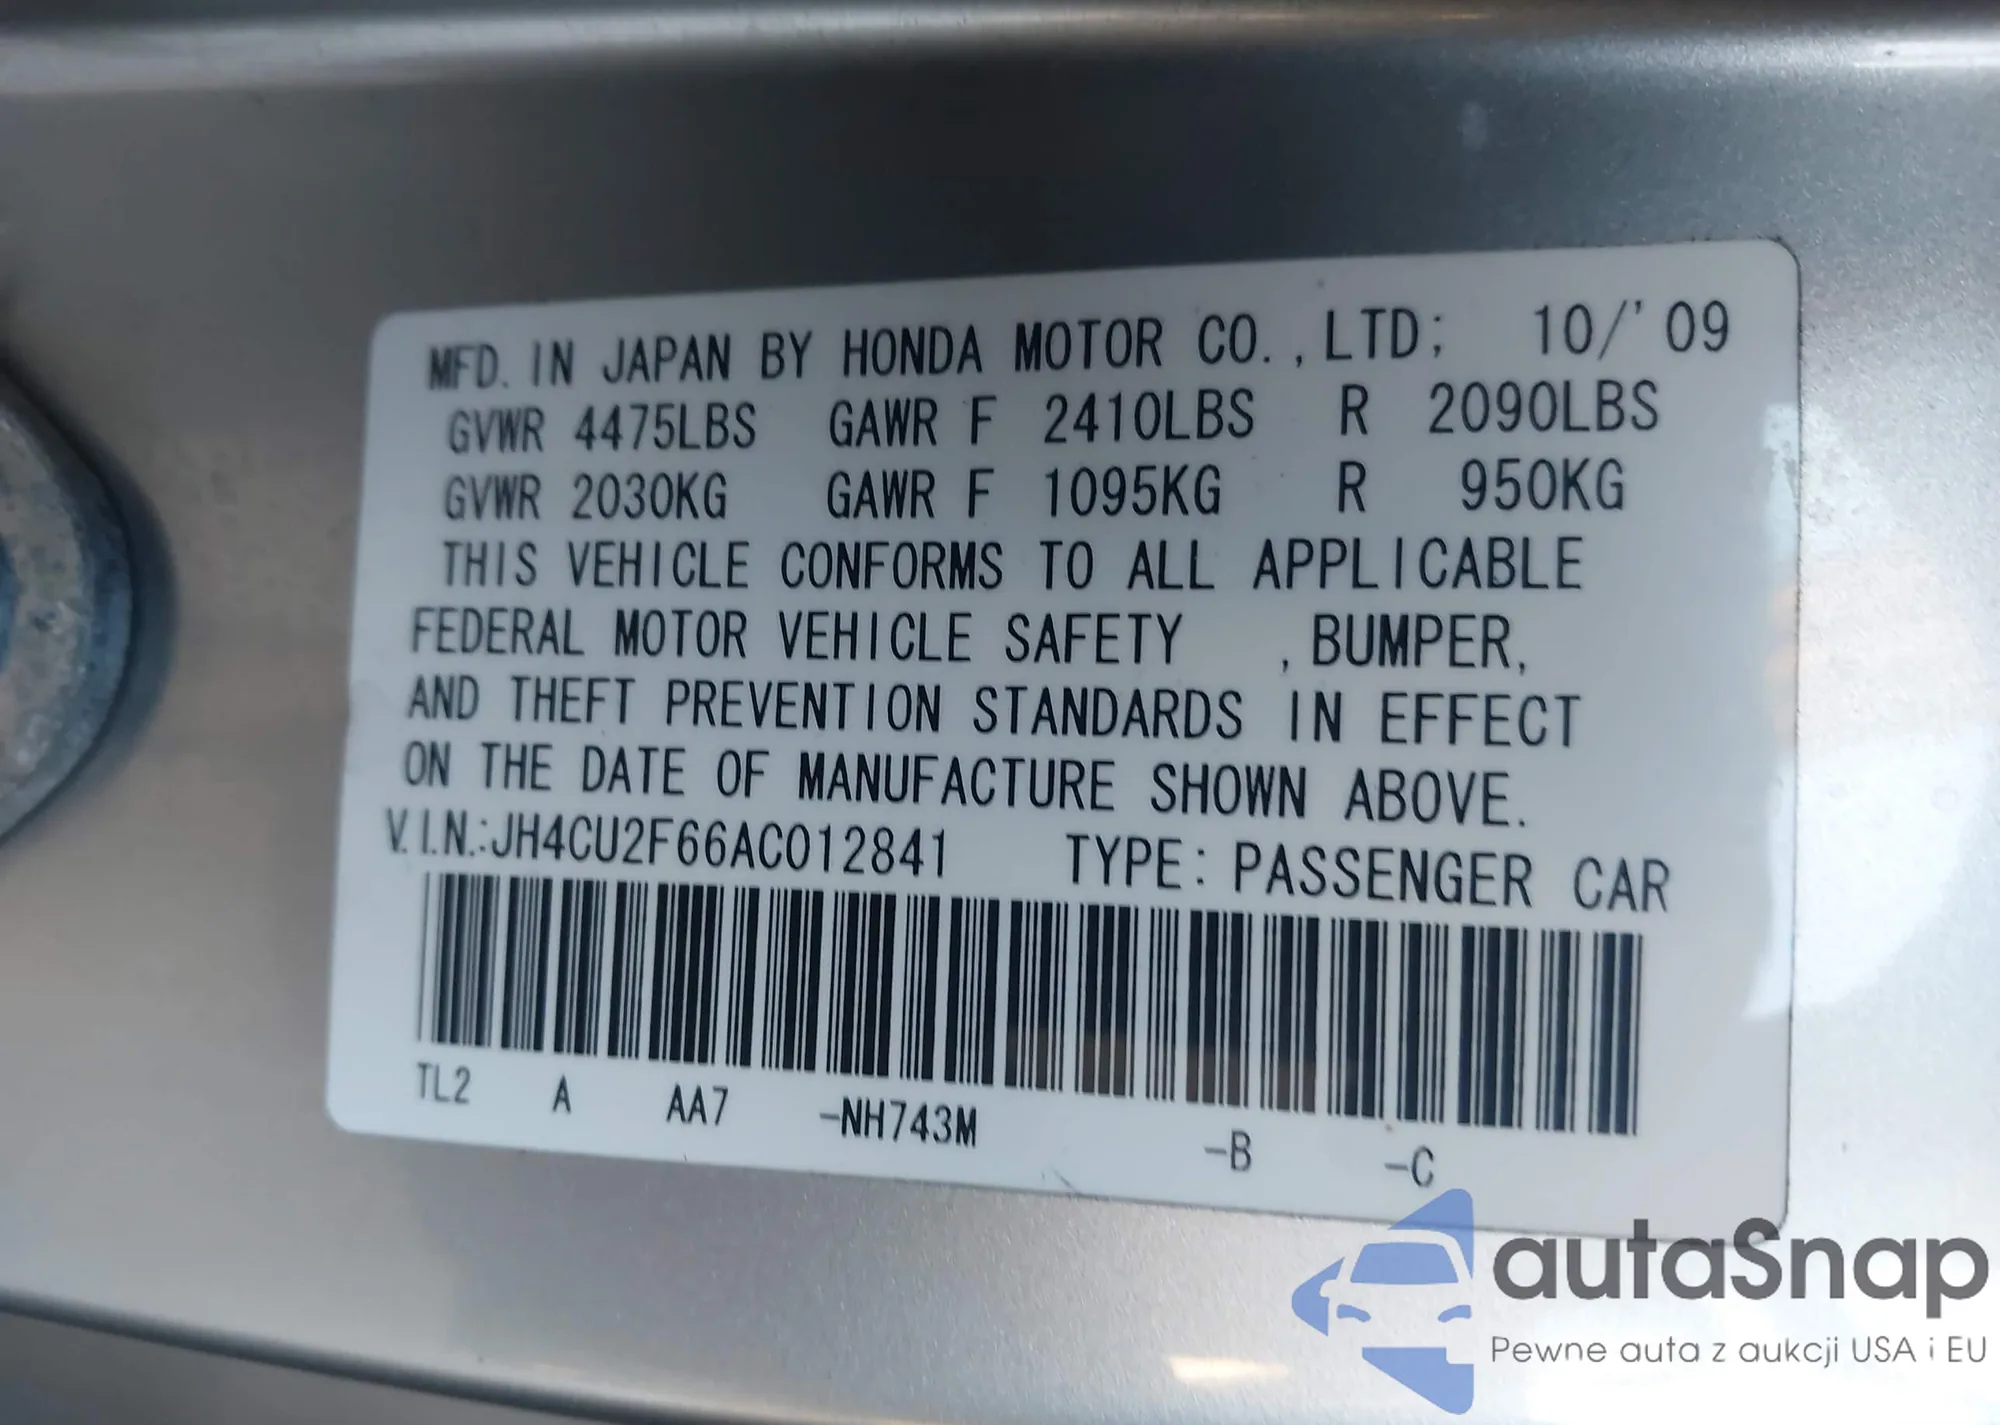 MFD. IN JAPAN BY HONDA MOTOR CO.,LTD; 10/'09
GVWR 4475LBS GAWR F 2410LBS R 2090LBS
GVWR 2030KG GAWR F 1095KG R 950KG
THIS VEHICLE CONFORMS TO ALL APPLICABLE
FEDERAL MOTOR VEHICLE SAFETY , BUMPER,
AND THEFT PREVENTION STANDARDS IN EFFECT
ON THE DATE OF MANUFACTURE SHOWN ABOVE.
V.I.N.:JH4CU2F66AC012841 TYPE: PASSENGER CAR
TL2 A AA7 -NH743M -B -C
autaSnap
Pewne auta z aukcji USA i EU